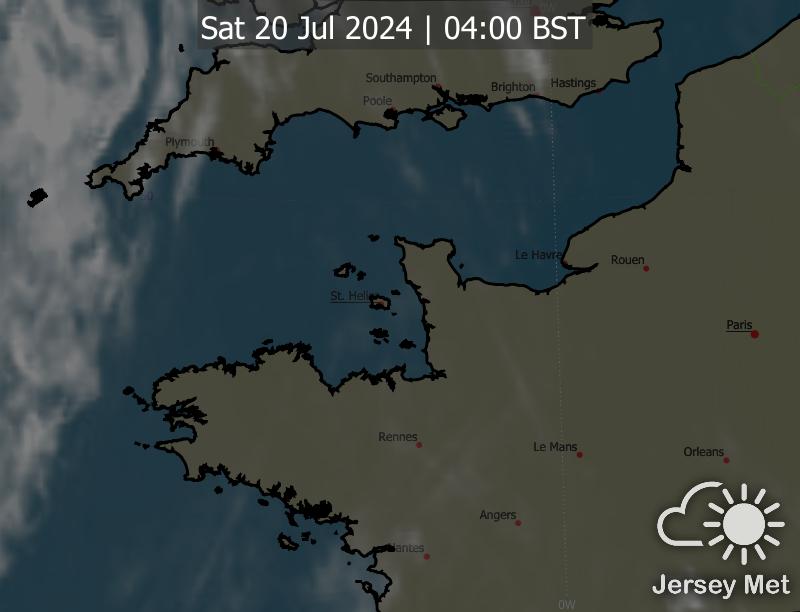 Sat 20 Jul 2024 | 04:00 BST
Southampton
Brighton
Hastings
Poole
Plymouth
Le Havre
Rouen
St. Helier
Paris
Rennes
Le Mans
Orleans
Angers
Nantes
Jersey Met
0W